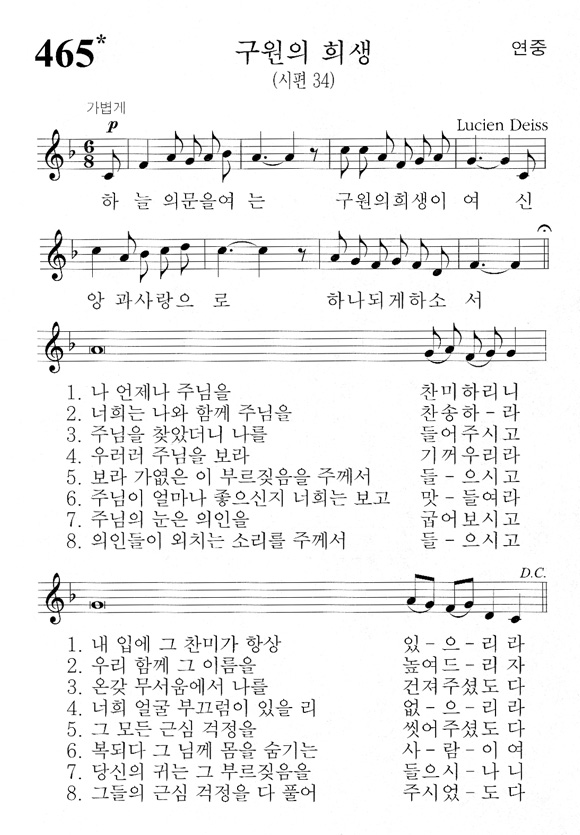 465*
구원의 희생
연중
(시편 34)
가볍게
p
Lucien Deiss
6
8
하 늘 의문을여 는 구원의희생이 여 신
앙 과사랑으 로 하나되게하소 서
1. 나 언제나 주님을 찬미하리니
2. 너희는 나와 함께 주님을 찬송하-라
3. 주님을 찾았더니 나를 들어주시고
4. 우러러 주님을 보라 기꺼우리라
5. 보라 가엾은 이 부르짖음을 주께서 들-으시고
6. 주님이 얼마나 좋으신지 너희는 보고 맛-들여라
7. 주님의 눈은 의인을 굽어보시고
8. 의인들이 외치는 소리를 주께서 들-으시고
D.C.
1. 내 입에 그 찬미가 항상 있-으-리 라
2. 우리 함께 그 이름을 높여드-리 자
3. 온갖 무서움에서 나를 건져주셨도 다
4. 너희 얼굴 부끄럼이 있을 리 없-으-리 라
5. 그 모든 근심 걱정을 씻어주셨도 다
6. 복되다 그 님께 몸을 숨기는 사-람-이 여
7. 당신의 귀는 그 부르짖음을 들으시-나 니
8. 그들의 근심 걱정을 다 풀어 주시었-도 다